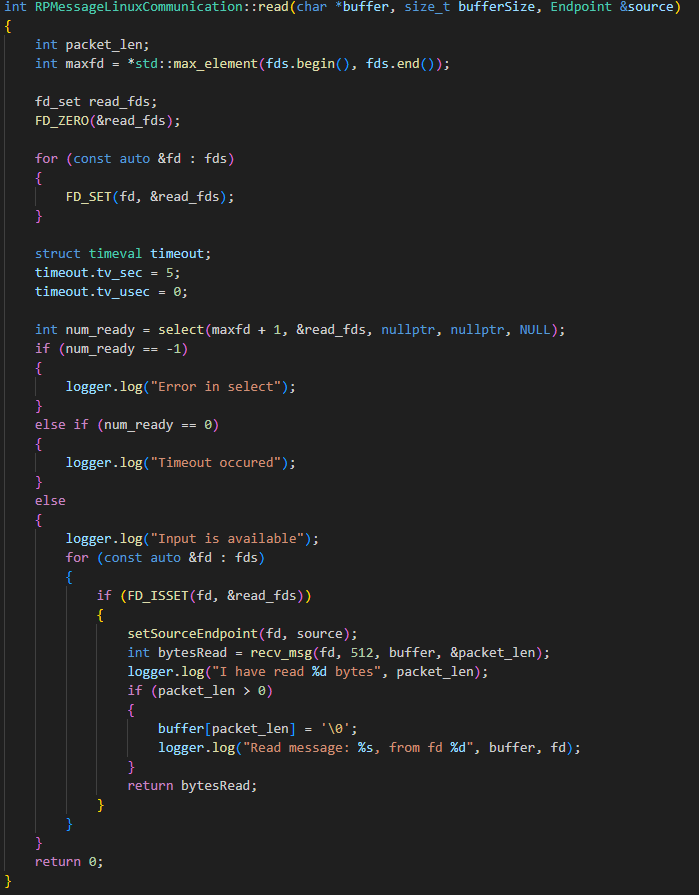 int RPMessageLinuxCommunication::read(char *buffer, size_t bufferSize, Endpoint &source)
{
    int packet_len;
    int maxfd = *std::max_element(fds.begin(), fds.end());

    fd_set read_fds;
    FD_ZERO(&read_fds);

    for (const auto &fd : fds)
    {
        FD_SET(fd, &read_fds);
    }

    struct timeval timeout;
    timeout.tv_sec = 5;
    timeout.tv_usec = 0;

    int num_ready = select(maxfd + 1, &read_fds, nullptr, nullptr, NULL);
    if (num_ready == -1)
    {
        logger.log("Error in select");
    }
    else if (num_ready == 0)
    {
        logger.log("Timeout occured");
    }
    else
    {
        logger.log("Input is available");
        for (const auto &fd : fds)
        {
            if (FD_ISSET(fd, &read_fds))
            {
                setSourceEndpoint(fd, source);
                int bytesRead = recv_msg(fd, 512, buffer, &packet_len);
                logger.log("I have read %d bytes", packet_len);
                if (packet_len > 0)
                {
                    buffer[packet_len] = '\0';
                    logger.log("Read message: %s, from fd %d", buffer, fd);
                }
                return bytesRead;
            }
        }
    }
    return 0;
}